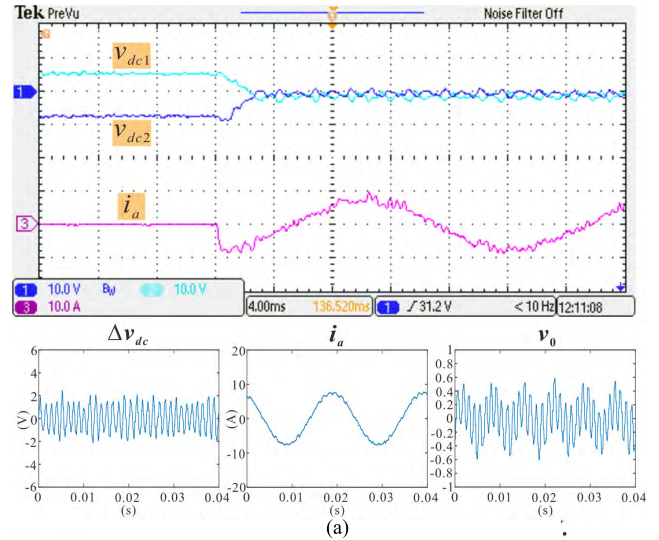 Tek PreVu Noise Filter Off
v_dc1
1
v_dc2
i_a
3
1 10.0 V B_W 2 10.0 V
3 10.0 A
4.00ms 136.520ms 1 ƒ 31.2 V < 10 Hz 12:11:08
Δv_dc i_a v_0
6 4 2 0 -2 -4 -6
(V)
0 0.01 0.02 0.03 0.04
(s)
20 10 0 -10 -20
(A)
0 0.01 0.02 0.03 0.04
(s)
1 0.8 0.6 0.4 0.2 0 -0.2 -0.4 -0.6 -0.8 -1
0 0.01 0.02 0.03 0.04
(s)
(a)